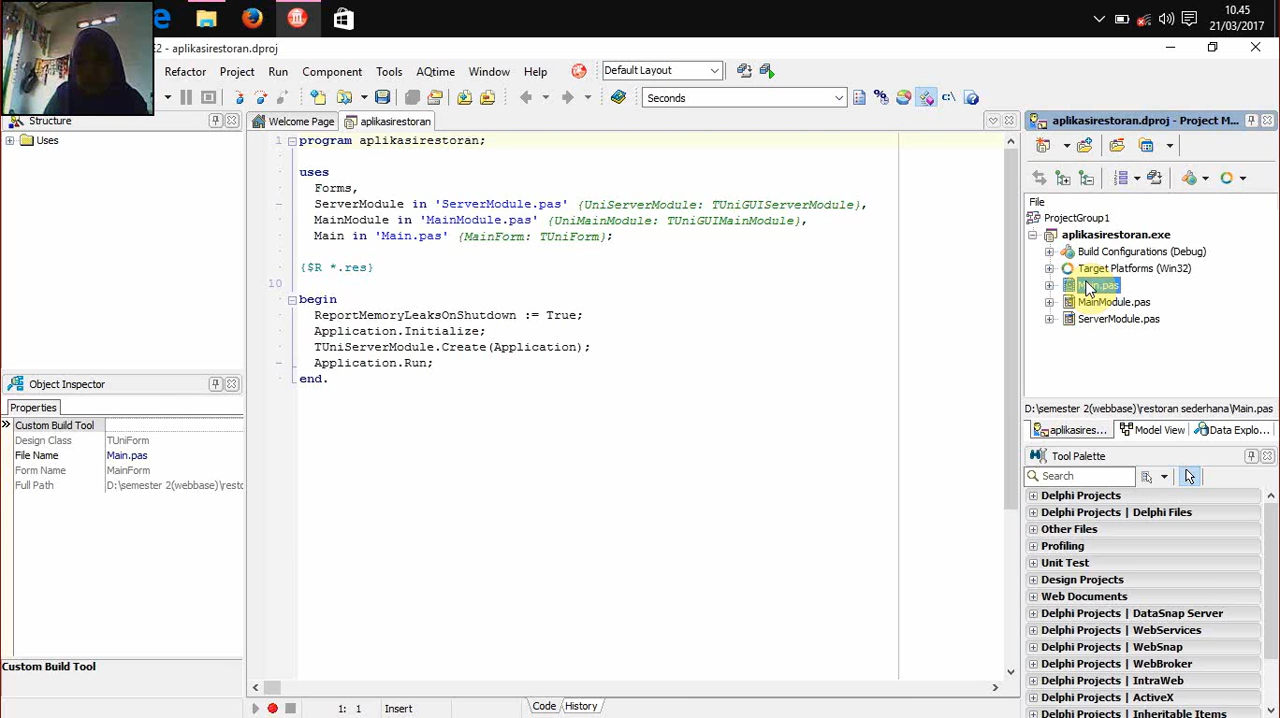 10.45
21/03/2017
E2 - aplikasirestoran.dproj
Refactor Project Run Component Tools AQtime Window Help Default Layout
Seconds
C:\
Structure
Uses
Welcome Page aplikasirestoran
1 program aplikasirestoran;
uses
Forms,
ServerModule in 'ServerModule.pas' {UniServerModule: TUniGUIServerModule},
MainModule in 'MainModule.pas' {UniMainModule: TUniGUIMainModule},
Main in 'Main.pas' {MainForm: TUniForm};
{$R *.res}
10
begin
ReportMemoryLeaksOnShutdown := True;
Application.Initialize;
TUniServerModule.Create(Application);
Application.Run;
end.
Object Inspector
Properties
Custom Build Tool
Design Class TUniForm
File Name Main.pas
Form Name MainForm
Full Path D:\semester 2(webbase)\resto
Custom Build Tool
1: 1 Insert Code History
aplikasirestoran.dproj - Project M...
File
ProjectGroup1
aplikasirestoran.exe
Build Configurations (Debug)
Target Platforms (Win32)
Main.pas
MainModule.pas
ServerModule.pas
D:\semester 2(webbase)\restoran sederhana\Main.pas
aplikasires... Model View Data Explo...
Tool Palette
Search
Delphi Projects
Delphi Projects | Delphi Files
Other Files
Profiling
Unit Test
Design Projects
Web Documents
Delphi Projects | DataSnap Server
Delphi Projects | WebServices
Delphi Projects | WebSnap
Delphi Projects | WebBroker
Delphi Projects | IntraWeb
Delphi Projects | ActiveX
Delphi Projects | Inheritable Items